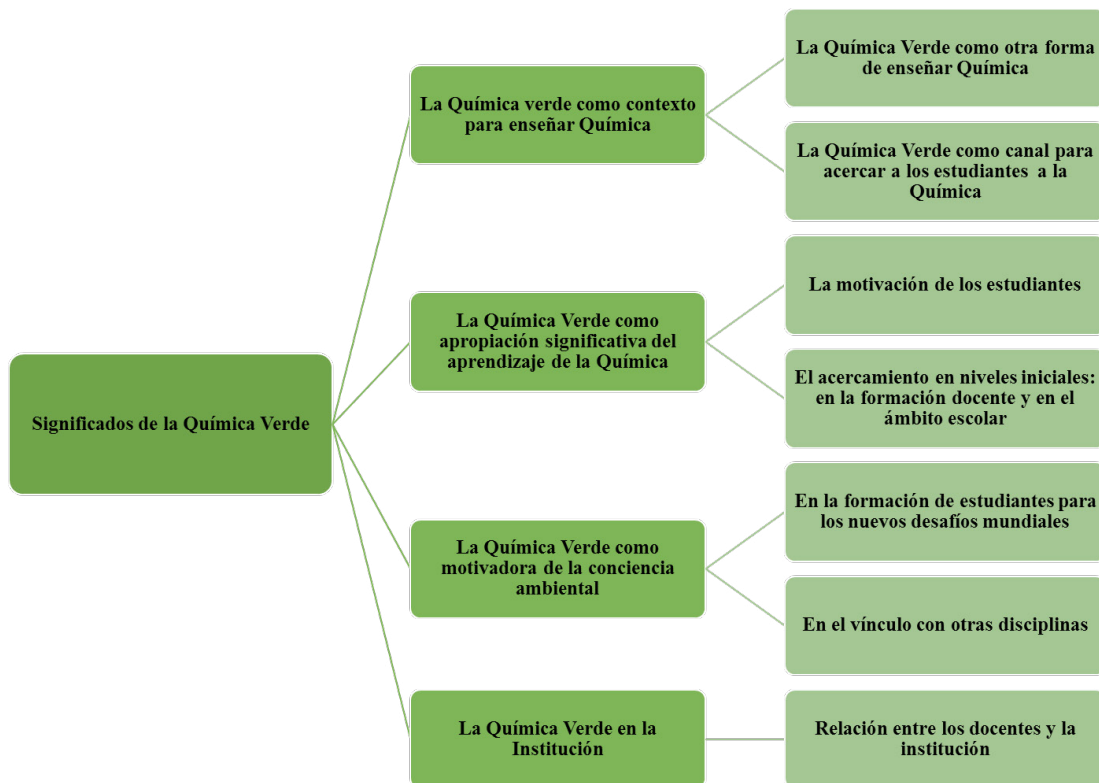 Significados de la Química Verde
La Química verde como contexto
para enseñar Química
La Química Verde como otra forma
de enseñar Química
La Química Verde como canal para
acercar a los estudiantes a la
Química
La Química Verde como
apropiación significativa del
aprendizaje de la Química
La motivación de los estudiantes
El acercamiento en niveles iniciales:
en la formación docente y en el
ámbito escolar
La Química Verde como
motivadora de la conciencia
ambiental
En la formación de estudiantes para
los nuevos desafíos mundiales
En el vínculo con otras disciplinas
La Química Verde en la
Institución
Relación entre los docentes y la
institución